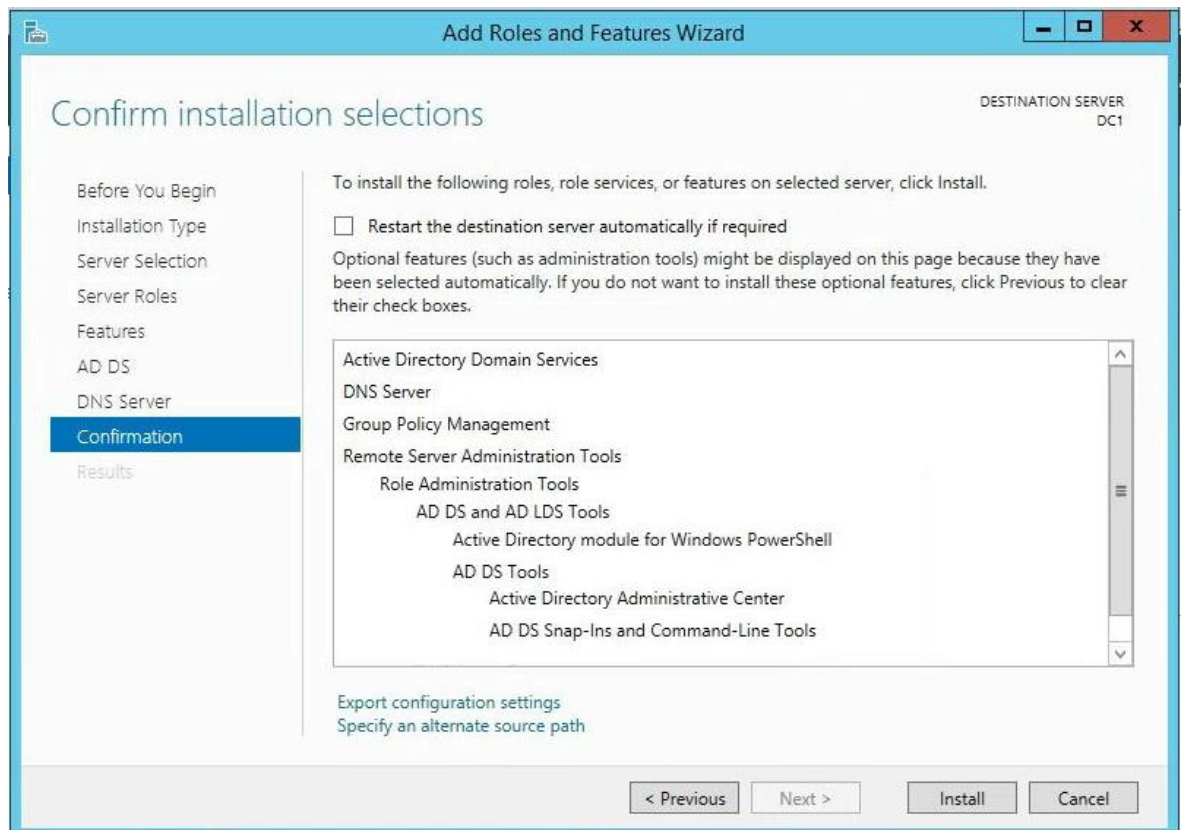 Add Roles and Features Wizard
Confirm installation selections
DESTINATION SERVER
DC1
Before You Begin
Installation Type
Server Selection
Server Roles
Features
AD DS
DNS Server
Confirmation
Results
To install the following roles, role services, or features on selected server, click Install.
Restart the destination server automatically if required
Optional features (such as administration tools) might be displayed on this page because they have
been selected automatically. If you do not want to install these optional features, click Previous to clear
their check boxes.
Active Directory Domain Services
DNS Server
Group Policy Management
Remote Server Administration Tools
Role Administration Tools
AD DS and AD LDS Tools
Active Directory module for Windows PowerShell
AD DS Tools
Active Directory Administrative Center
AD DS Snap-Ins and Command-Line Tools
Export configuration settings
Specify an alternate source path
< Previous
Next >
Install
Cancel